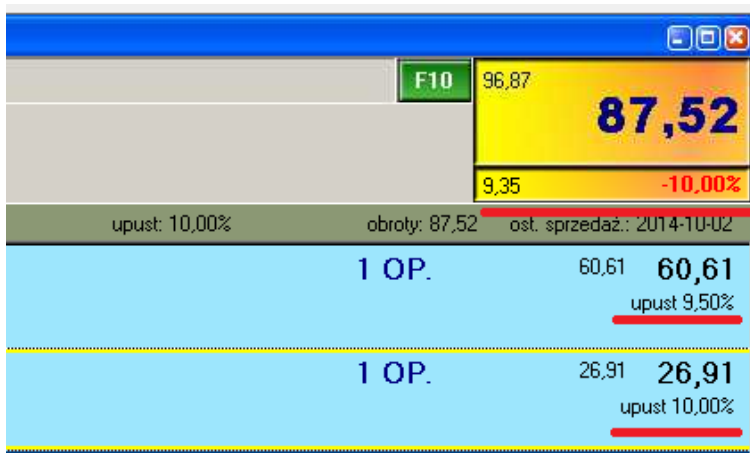 F10 96,87
87,52
9,35 -10,00%
upust: 10,00% obroty: 87,52 ost. sprzedaż.: 2014-10-02
1 OP. 60,61 60,61
upust 9,50%
1 OP. 26,91 26,91
upust 10,00%